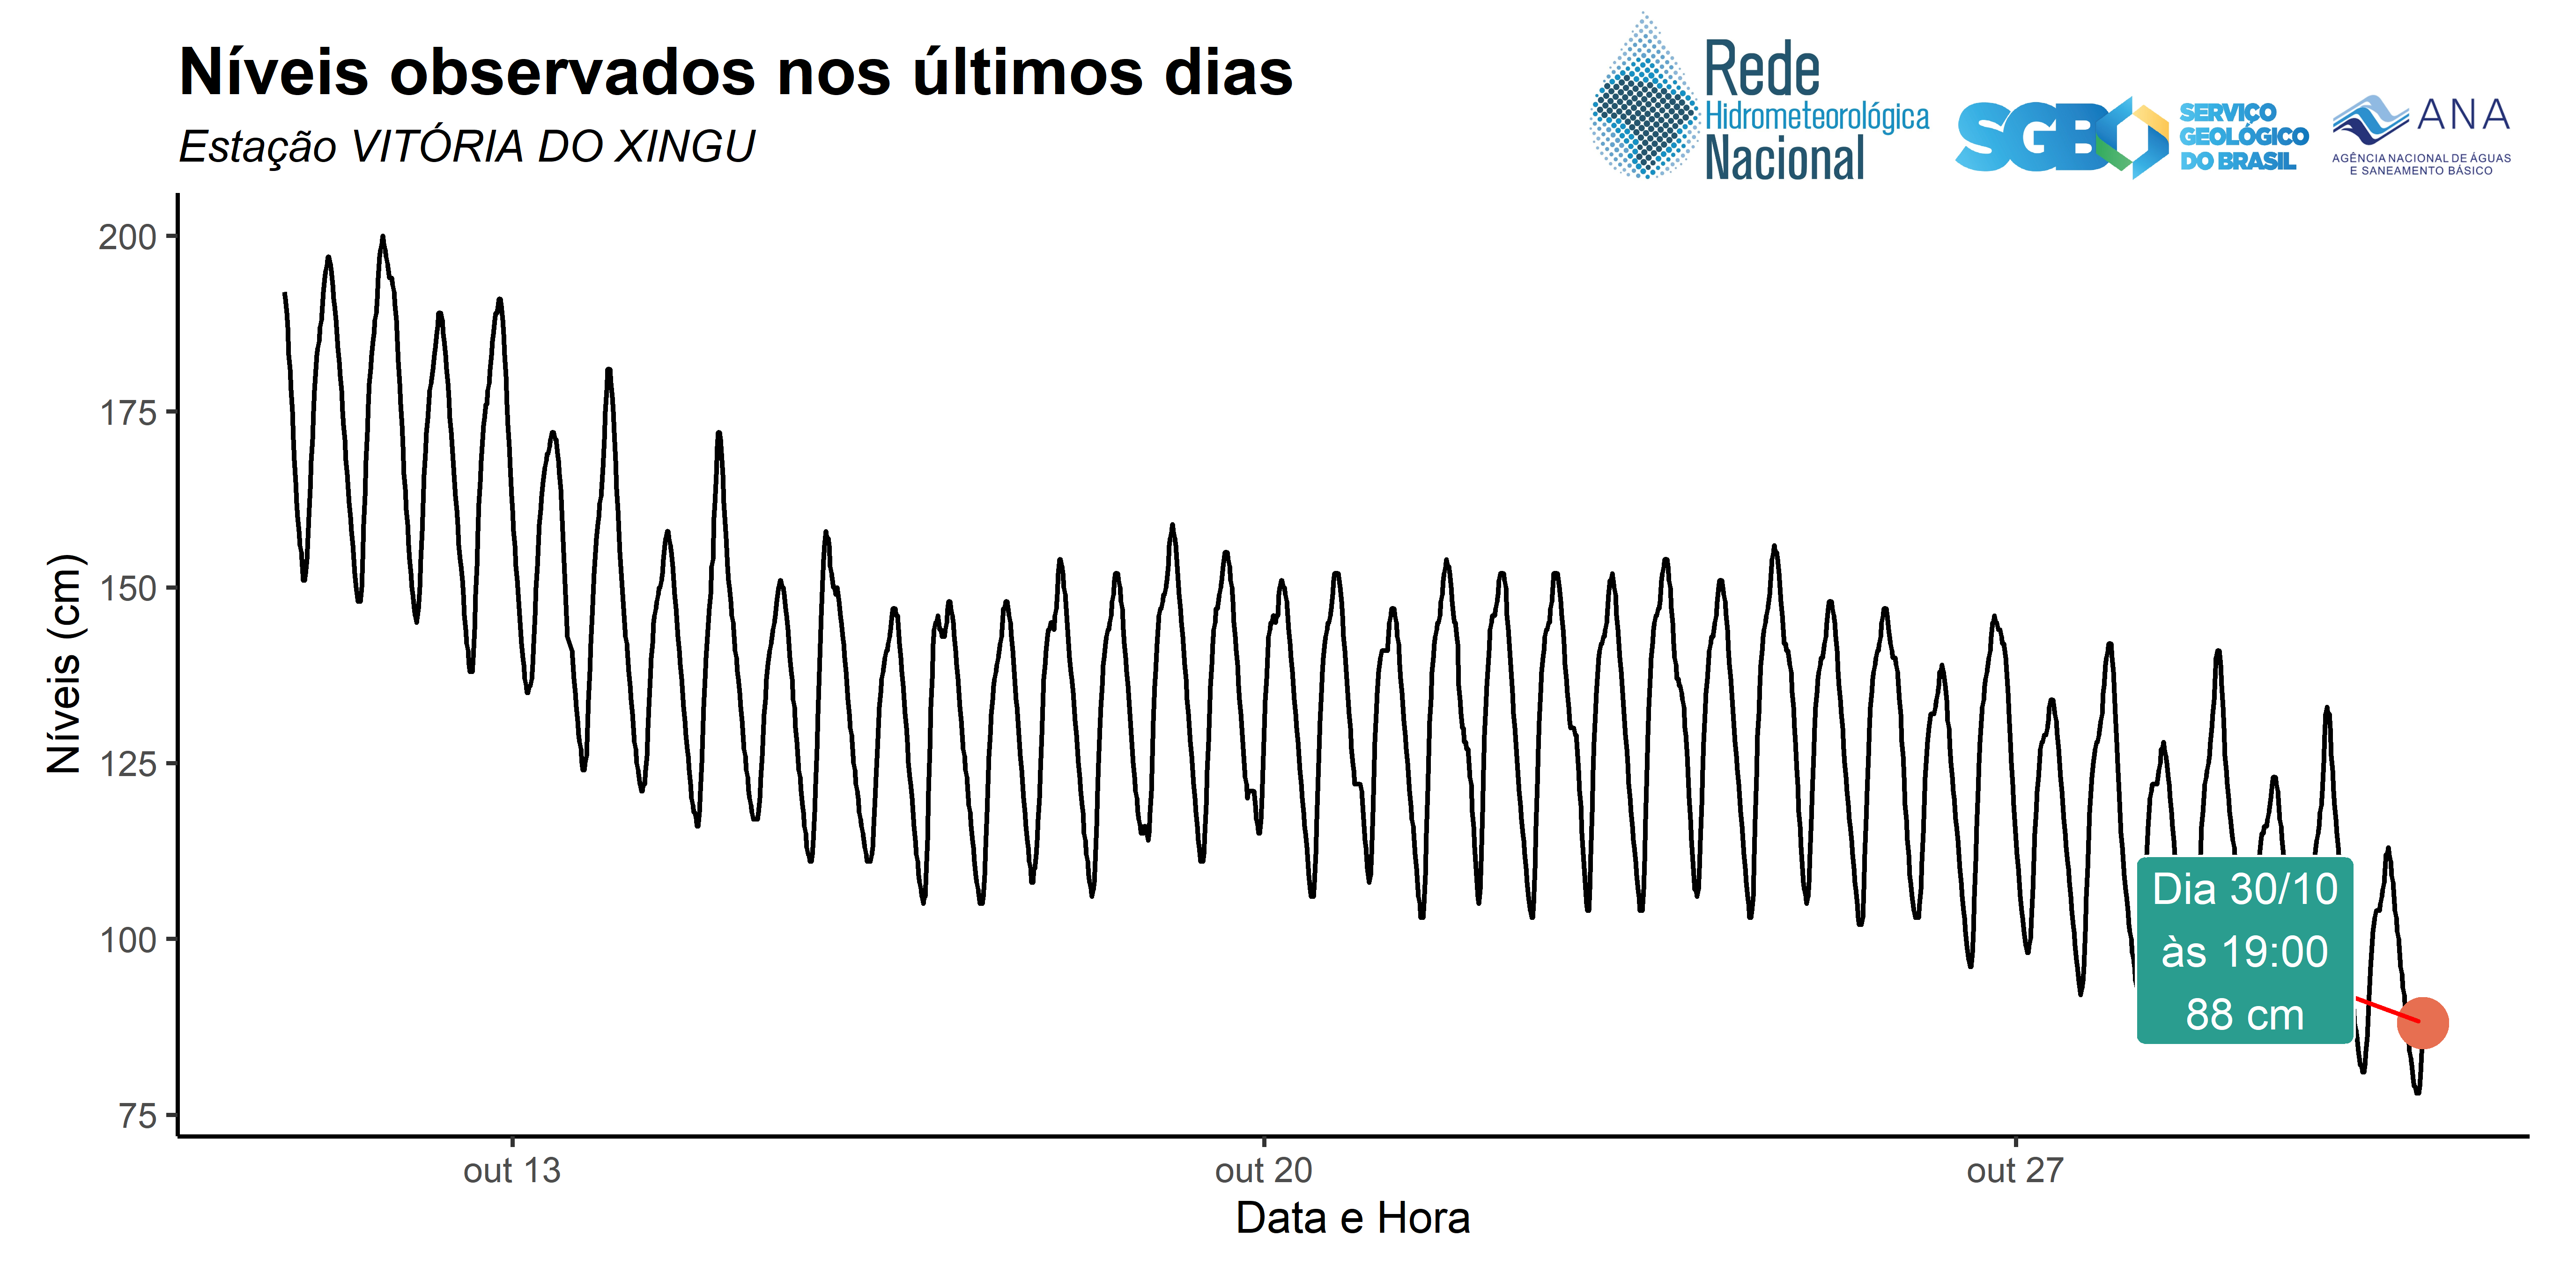 Níveis observados nos últimos dias
Estação VITÓRIA DO XINGU
Rede
Hidrometeorológica
Nacional
SGB
SERVIÇO
GEOLÓGICO
DO BRASIL
ANA
AGÊNCIA NACIONAL DE ÁGUAS
E SANEAMENTO BÁSICO
Níveis (cm)
200
175
150
125
100
75
Dia 30/10
às 19:00
88 cm
out 13
out 20
out 27
Data e Hora